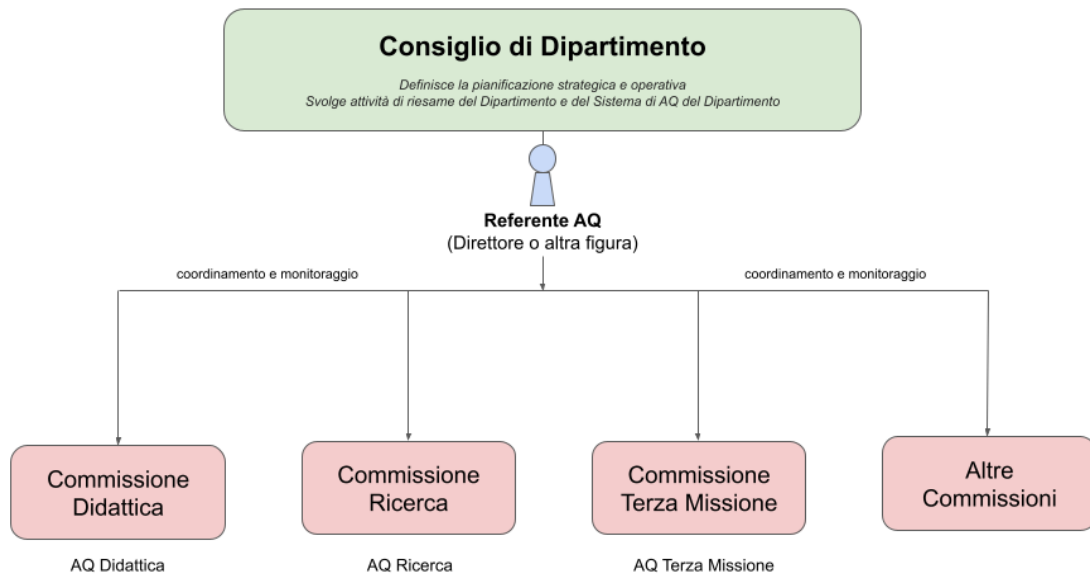 Consiglio di Dipartimento
Definisce la pianificazione strategica e operativa
Svolge attività di riesame del Dipartimento e del Sistema di AQ del Dipartimento
Referente AQ
(Direttore o altra figura)
coordinamento e monitoraggio
coordinamento e monitoraggio
Commissione
Didattica
Commissione
Ricerca
Commissione
Terza Missione
Altre
Commissioni
AQ Didattica
AQ Ricerca
AQ Terza Missione